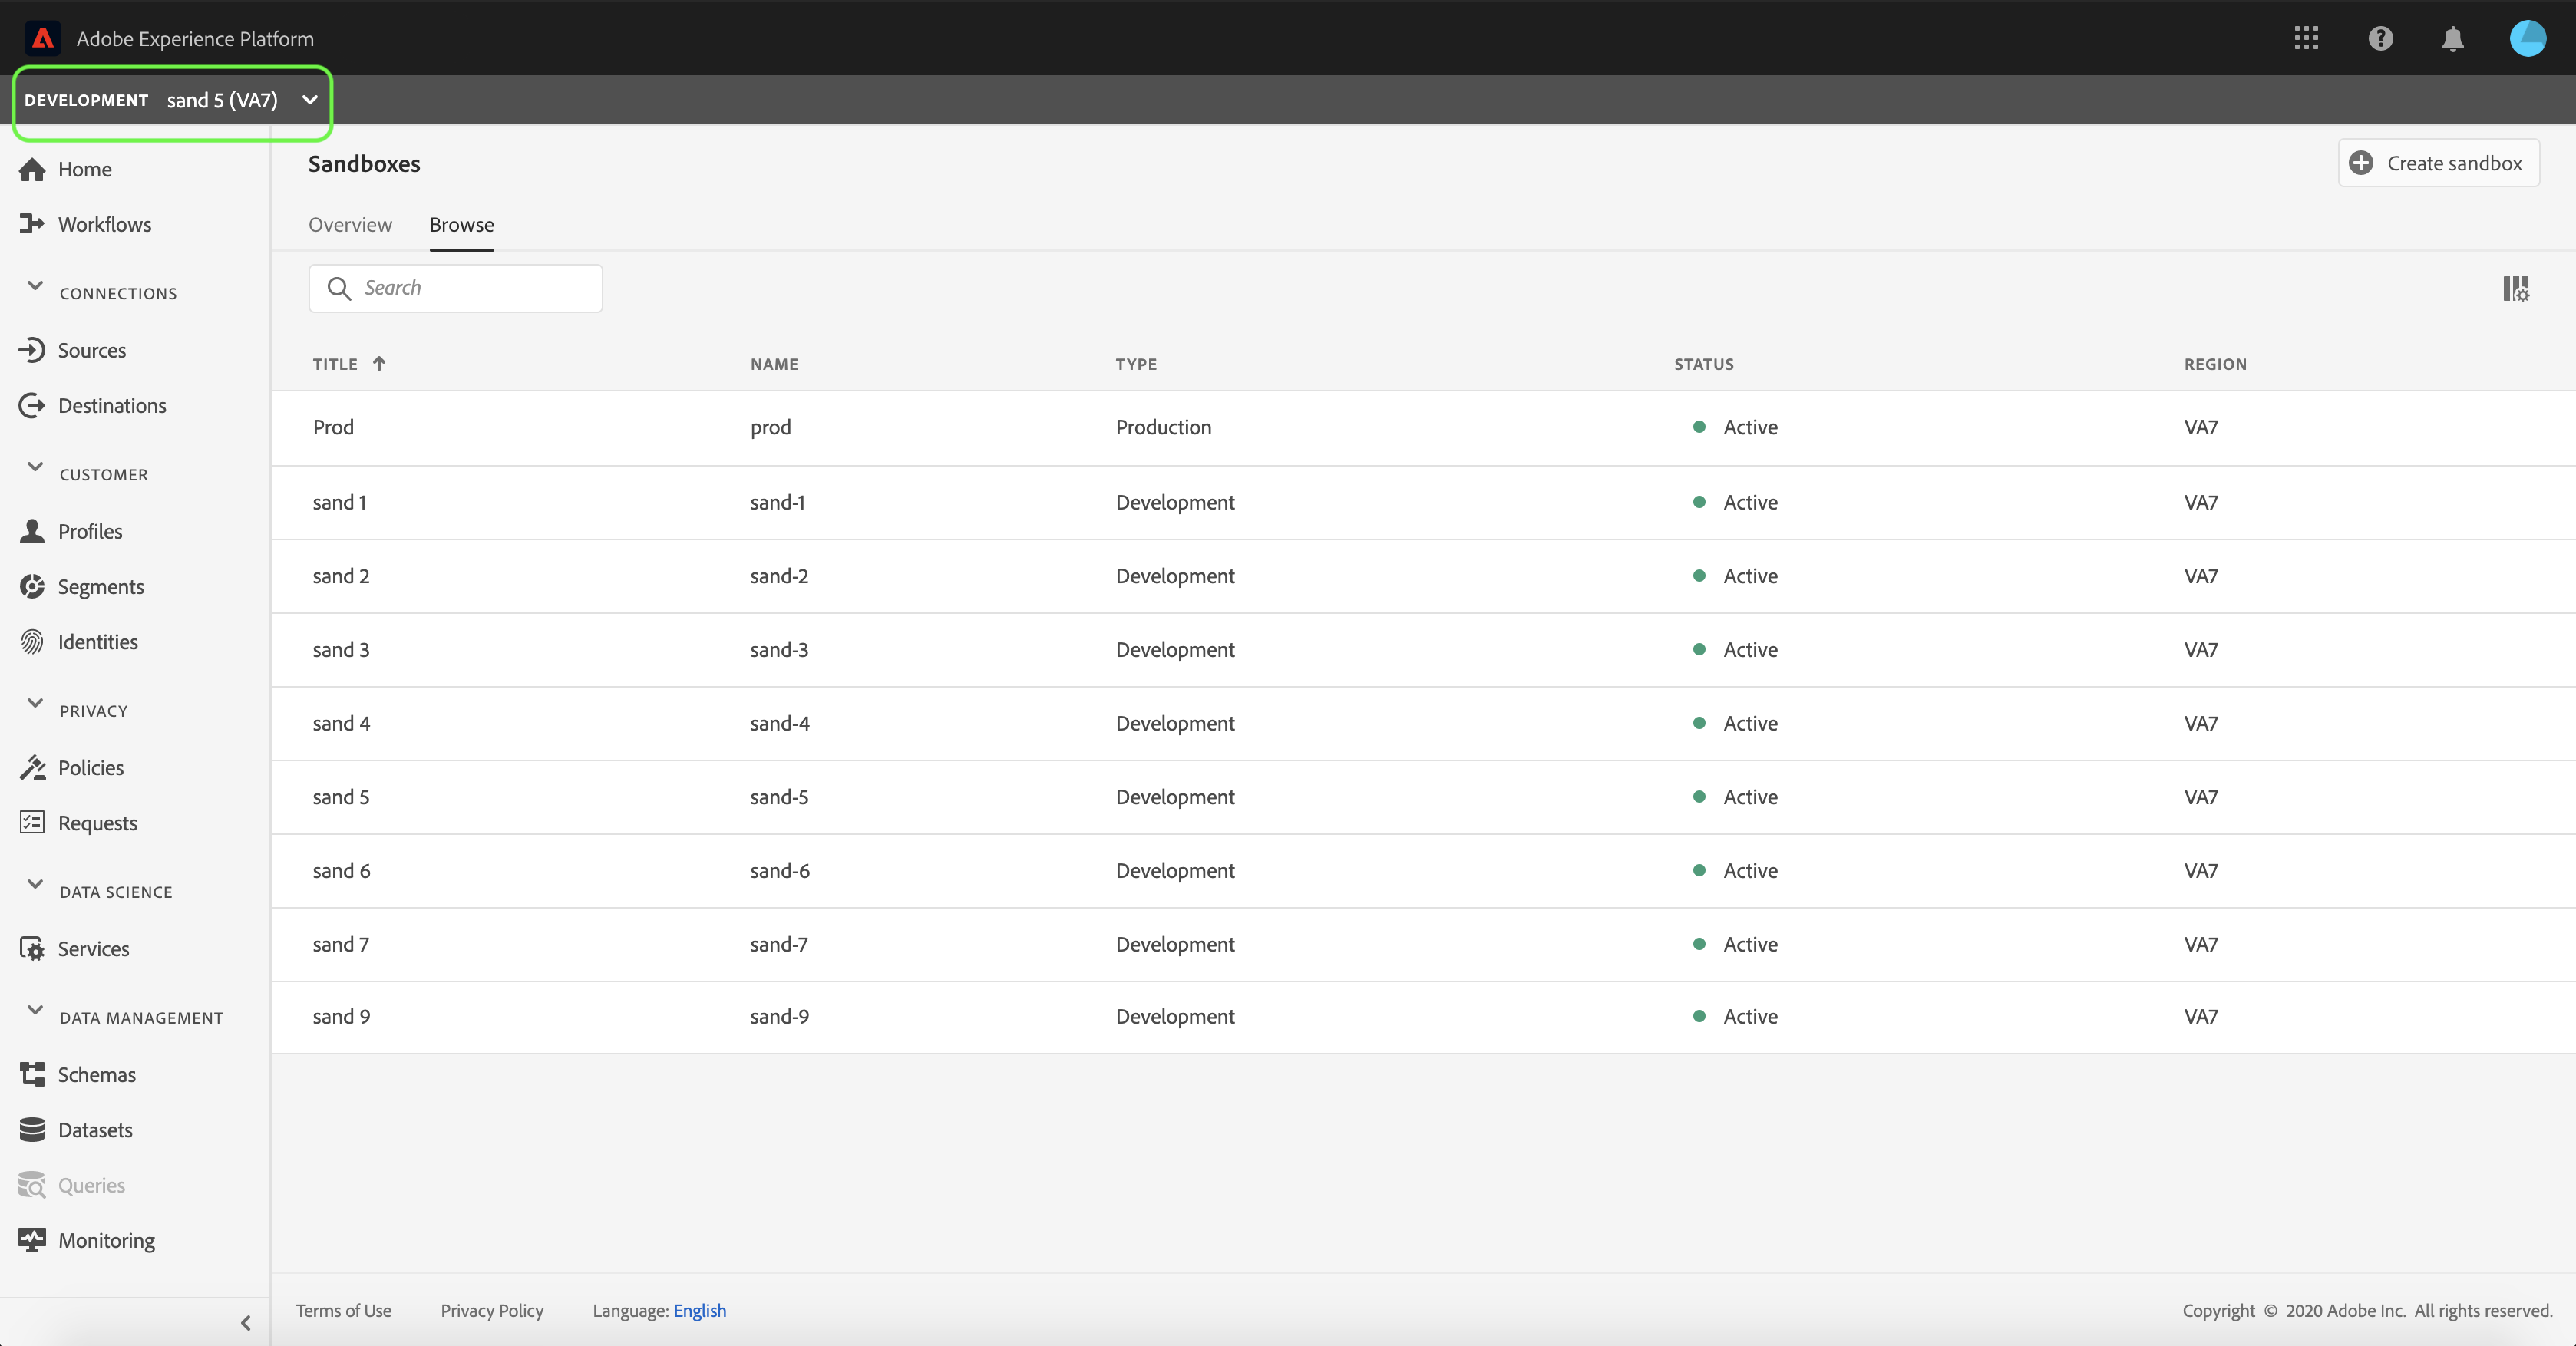 Adobe Experience Platform
DEVELOPMENT sand 5 (VA7)
Home
Workflows
CONNECTIONS
Sources
Destinations
CUSTOMER
Profiles
Segments
Identities
PRIVACY
Policies
Requests
DATA SCIENCE
Services
DATA MANAGEMENT
Schemas
Datasets
Queries
Monitoring
Sandboxes
Create sandbox
Overview Browse
Search
TITLE NAME TYPE STATUS REGION
Prod prod Production Active VA7
sand 1 sand-1 Development Active VA7
sand 2 sand-2 Development Active VA7
sand 3 sand-3 Development Active VA7
sand 4 sand-4 Development Active VA7
sand 5 sand-5 Development Active VA7
sand 6 sand-6 Development Active VA7
sand 7 sand-7 Development Active VA7
sand 9 sand-9 Development Active VA7
Terms of Use Privacy Policy Language: English Copyright © 2020 Adobe Inc. All rights reserved.